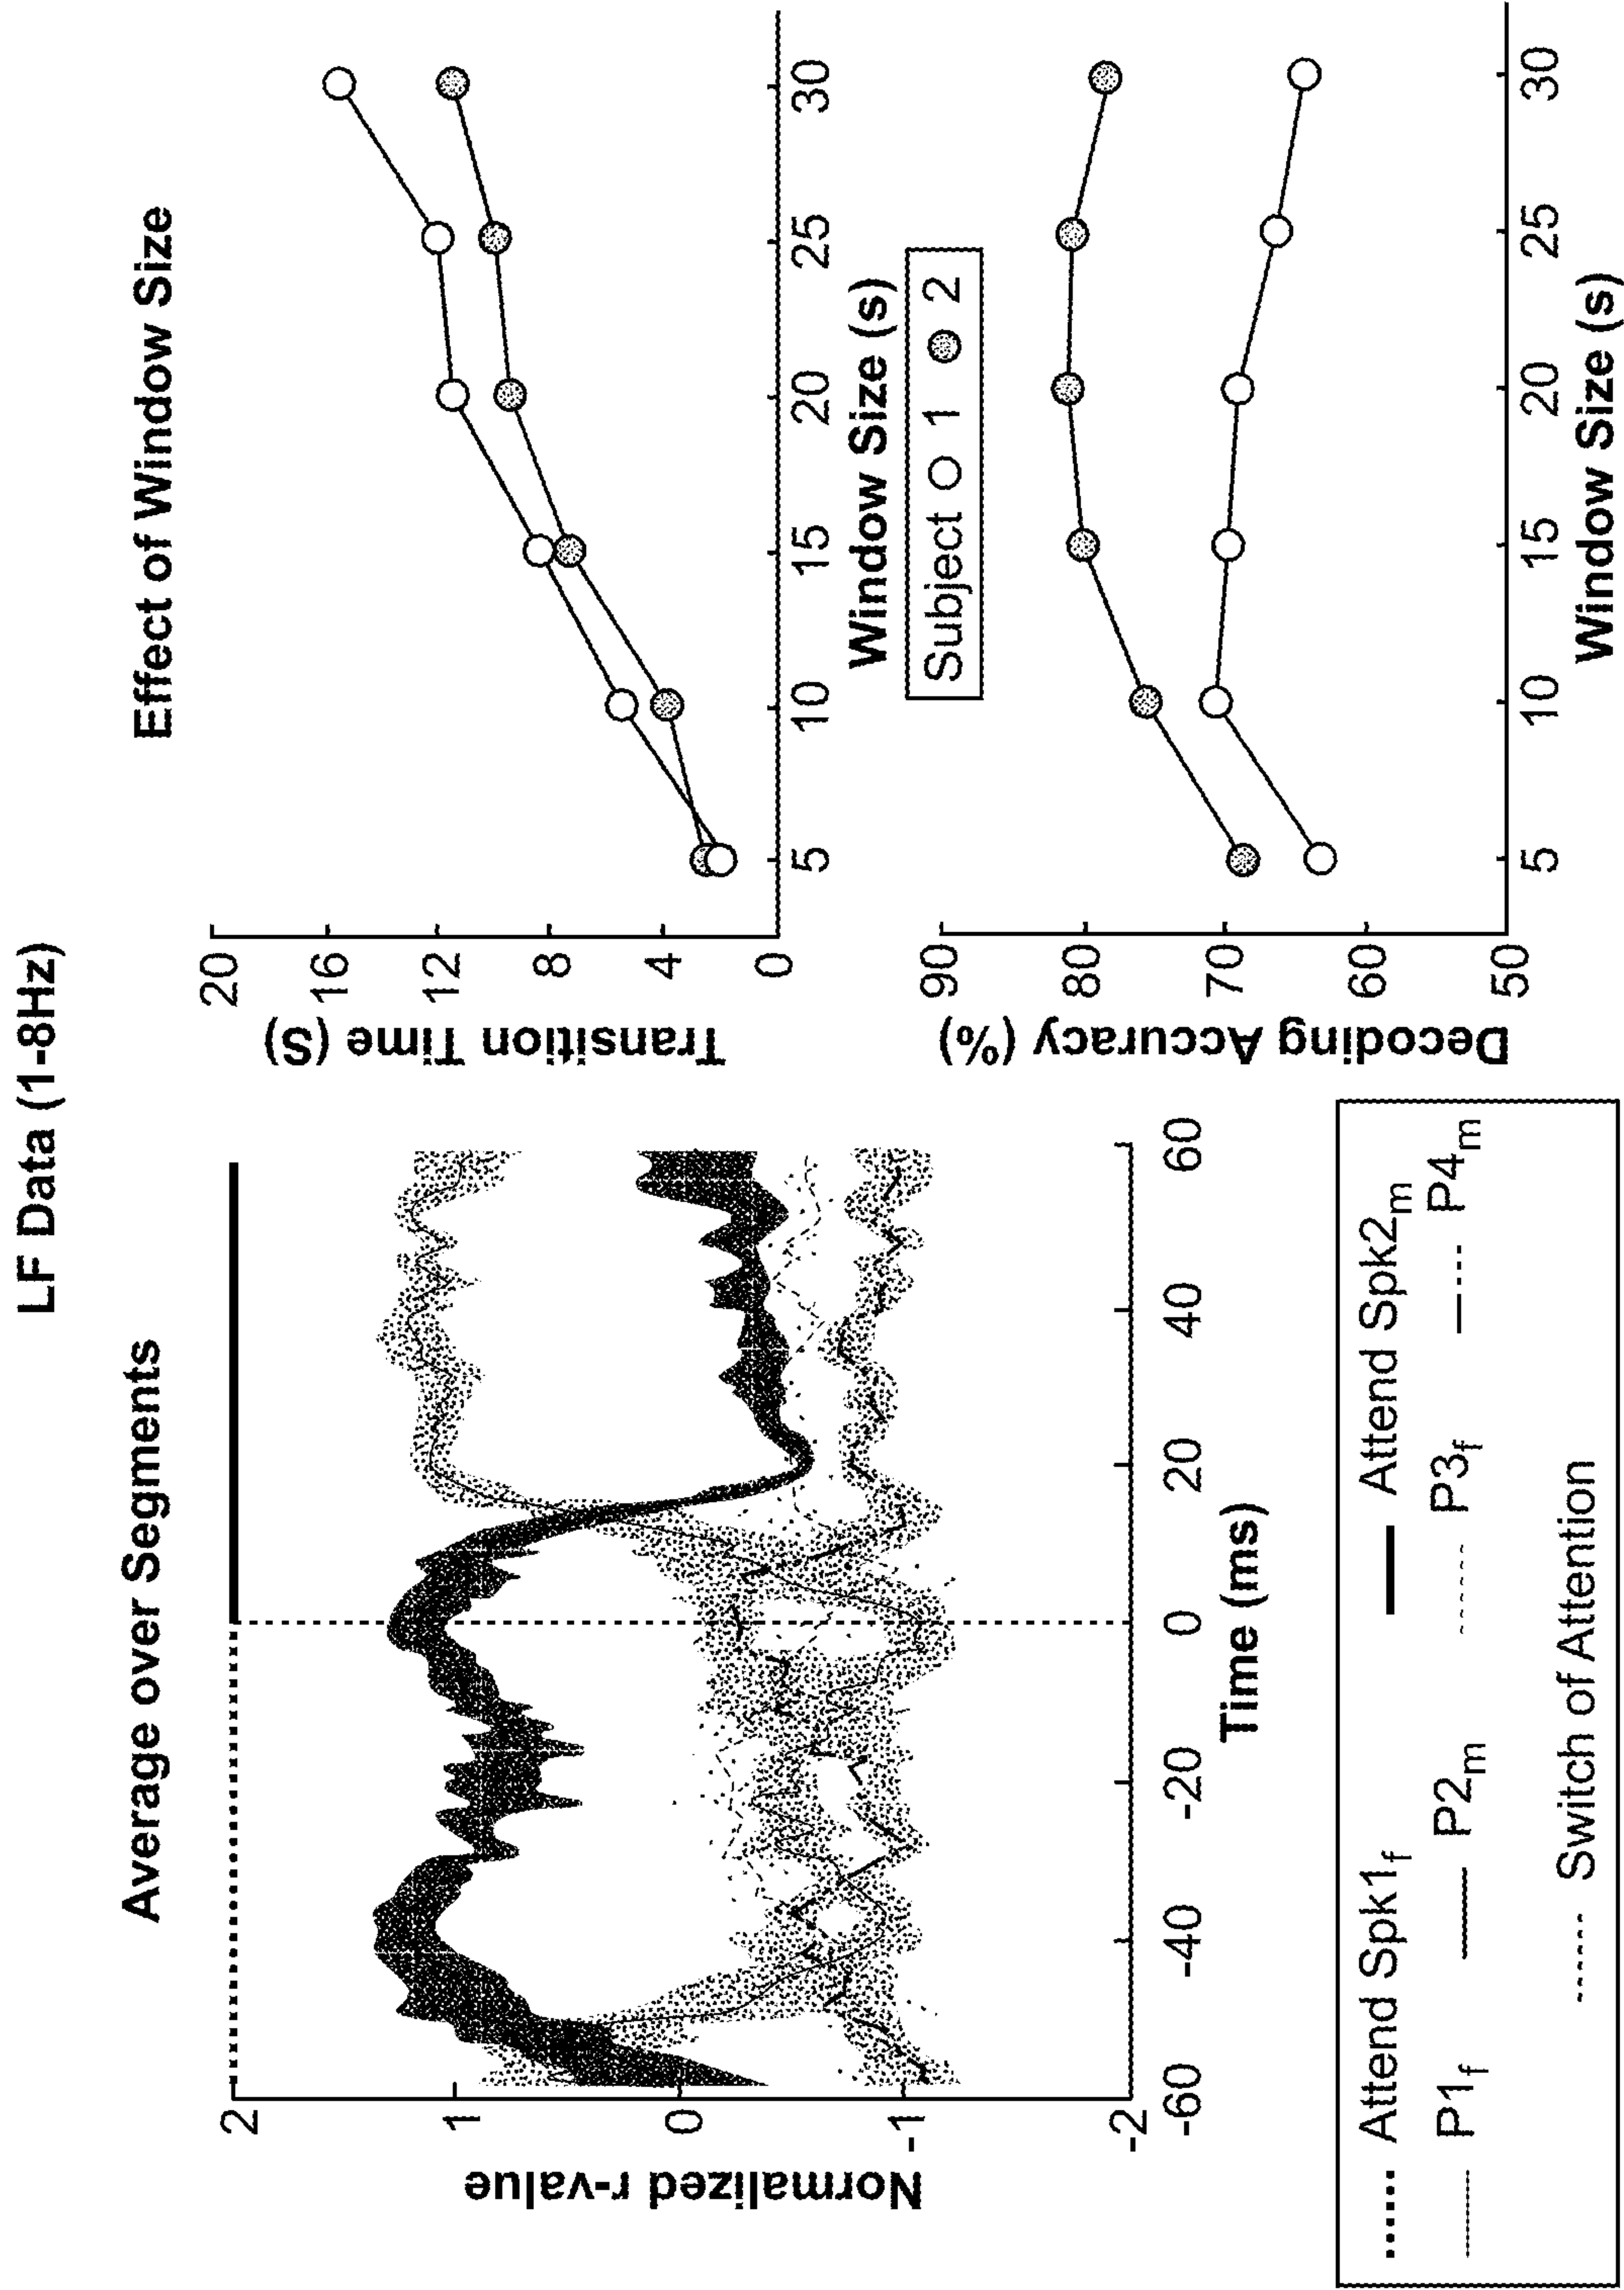 LF Data (1-8Hz)
Average over Segments
Normalized r-value
2
1
0
-1
-2
-60
-40
-20
0
20
40
60
Time (ms)
Attend Spk1f
Attend Spk2m
P1f
P2m
P3f
P4m
Switch of Attention
Effect of Window Size
Transition Time (S)
20
16
12
8
4
0
5
10
15
20
25
30
Window Size (s)
Subject 1 2
Decoding Accuracy (%)
90
80
70
60
50
5
10
15
20
25
30
Window Size (s)